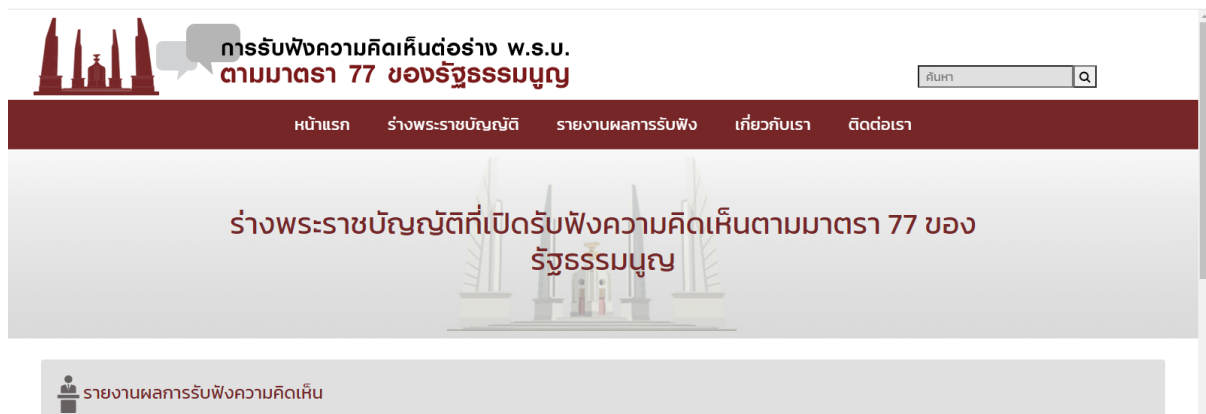 การรับฟังความคิดเห็นต่อร่าง พ.ร.บ.
ตามมาตรา 77 ของรัฐธรรมนูญ
ค้นหา
หน้าแรก ร่างพระราชบัญญัติ รายงานผลการรับฟัง เกี่ยวกับเรา ติดต่อเรา
ร่างพระราชบัญญัติที่เปิดรับฟังความคิดเห็นตามมาตรา 77 ของ
รัฐธรรมนูญ
รายงานผลการรับฟังความคิดเห็น